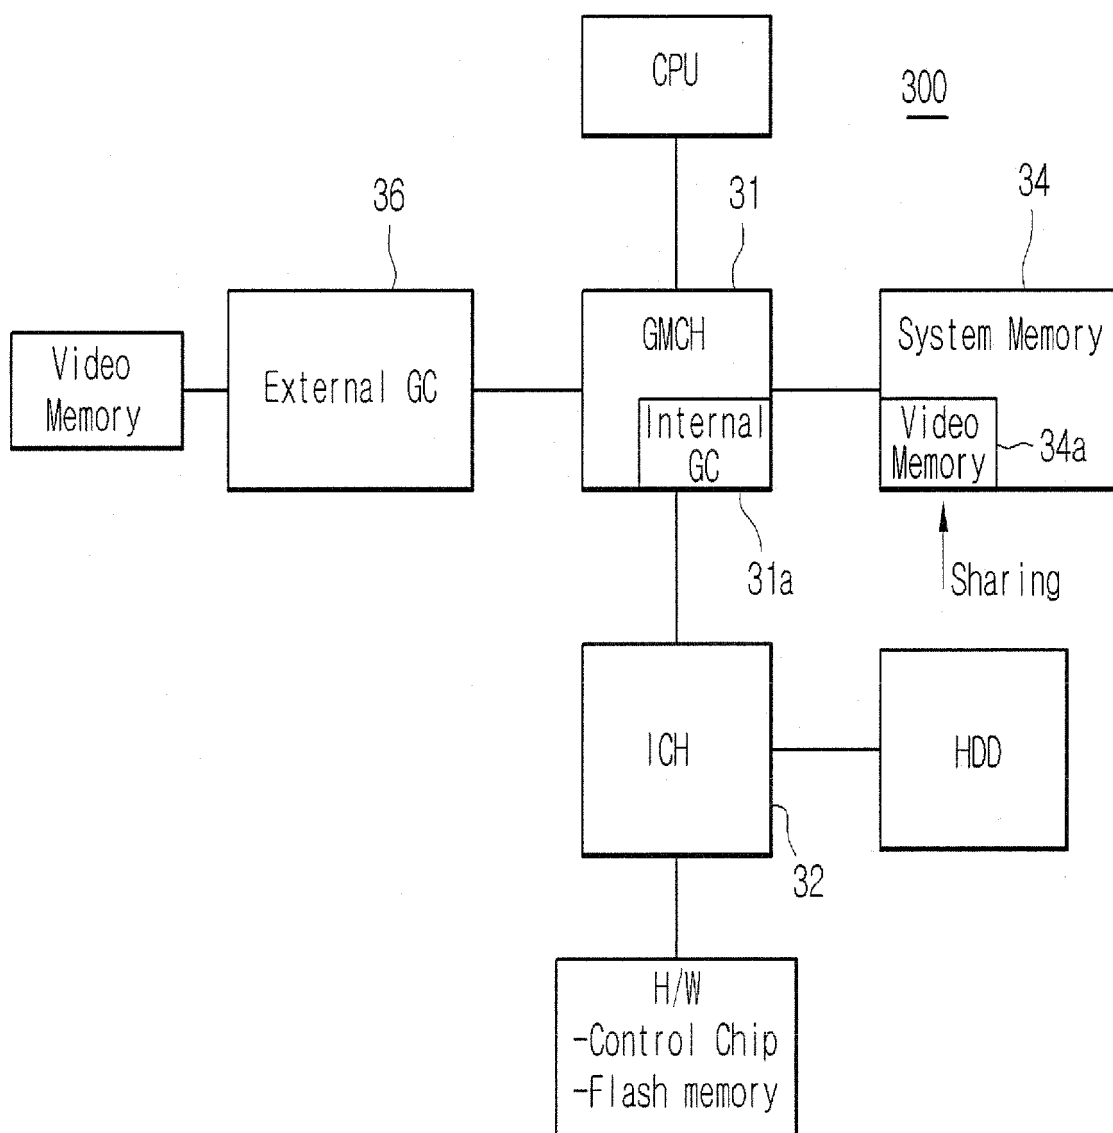 CPU
300
36
31
34
Video
Memory
External GC
GMCH
Internal
GC
System Memory
Video
Memory
34a
31a
Sharing
ICH
HDD
32
H/W
-Control Chip
-Flash memory